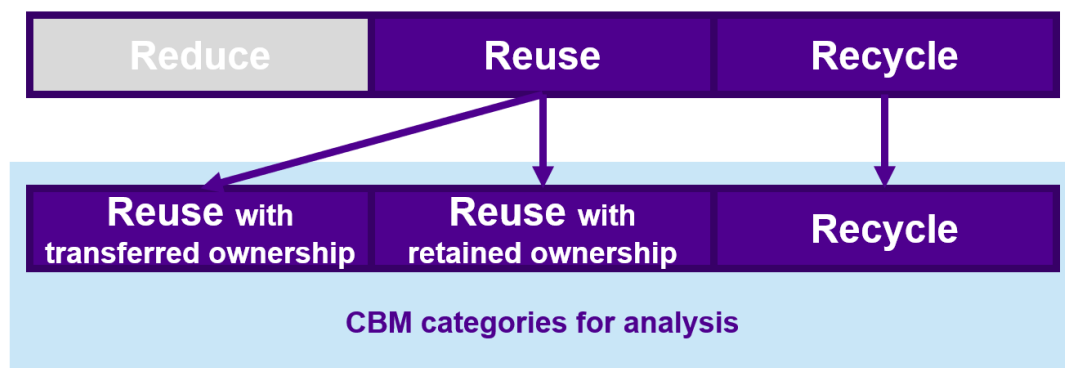 Reduce
Reuse
Recycle
Reuse with
transferred ownership
Reuse with
retained ownership
Recycle
CBM categories for analysis